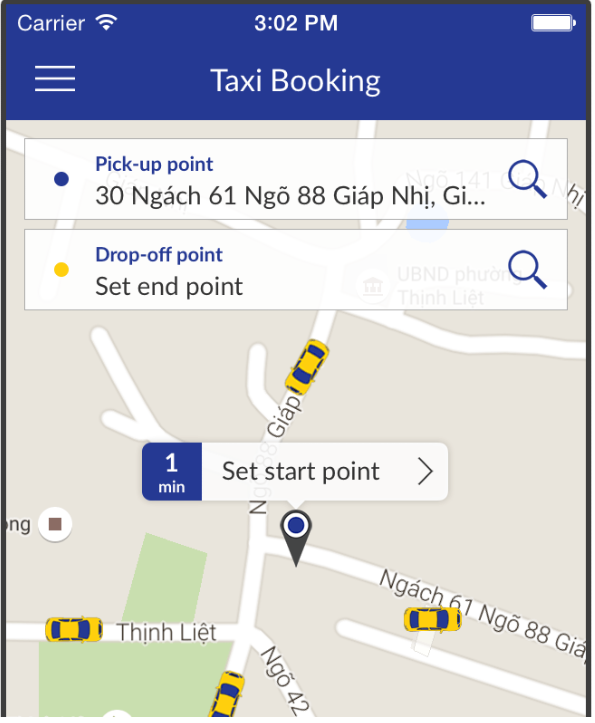 Carrier
3:02 PM
Taxi Booking
Pick-up point
30 Ngách 61 Ngõ 88 Giáp Nhị, Gi...
Ngõ 141 Giáp Nhị
Drop-off point
Set end point
UBND phường
Thịnh Liệt
Ngõ 88 Giáp
1
min
Set start point
ong
Ngách 61 Ngõ 88 Giá
Thịnh Liệt
Ngõ 42